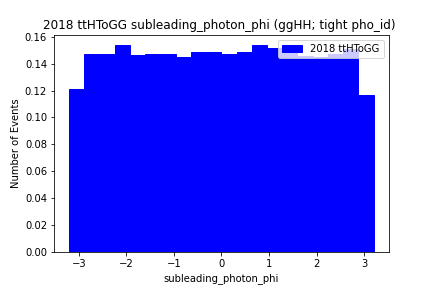 2018 ttHToGG subleading_photon_phi (ggHH; tight pho_id)
2018 ttHToGG
Number of Events
0.16
0.14
0.12
0.10
0.08
0.06
0.04
0.02
0.00
−3 −2 −1 0 1 2 3
subleading_photon_phi